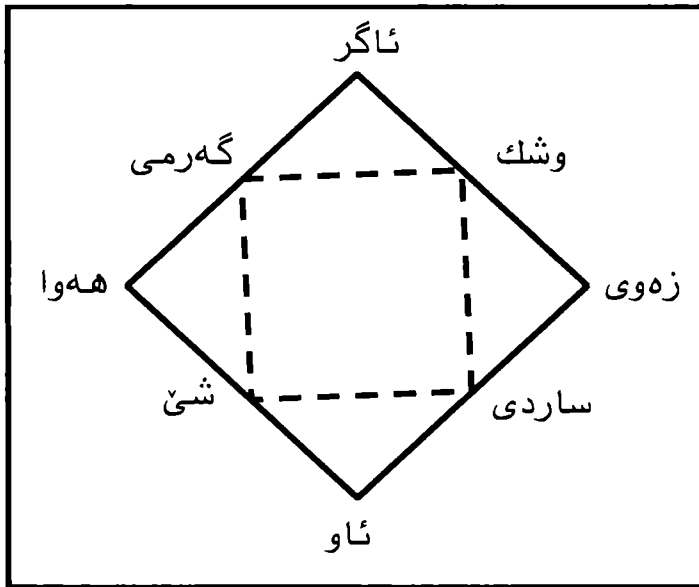 ئاگر
وشك
گەرمی
زەوی
هەوا
ساردی
شێ
ئاو